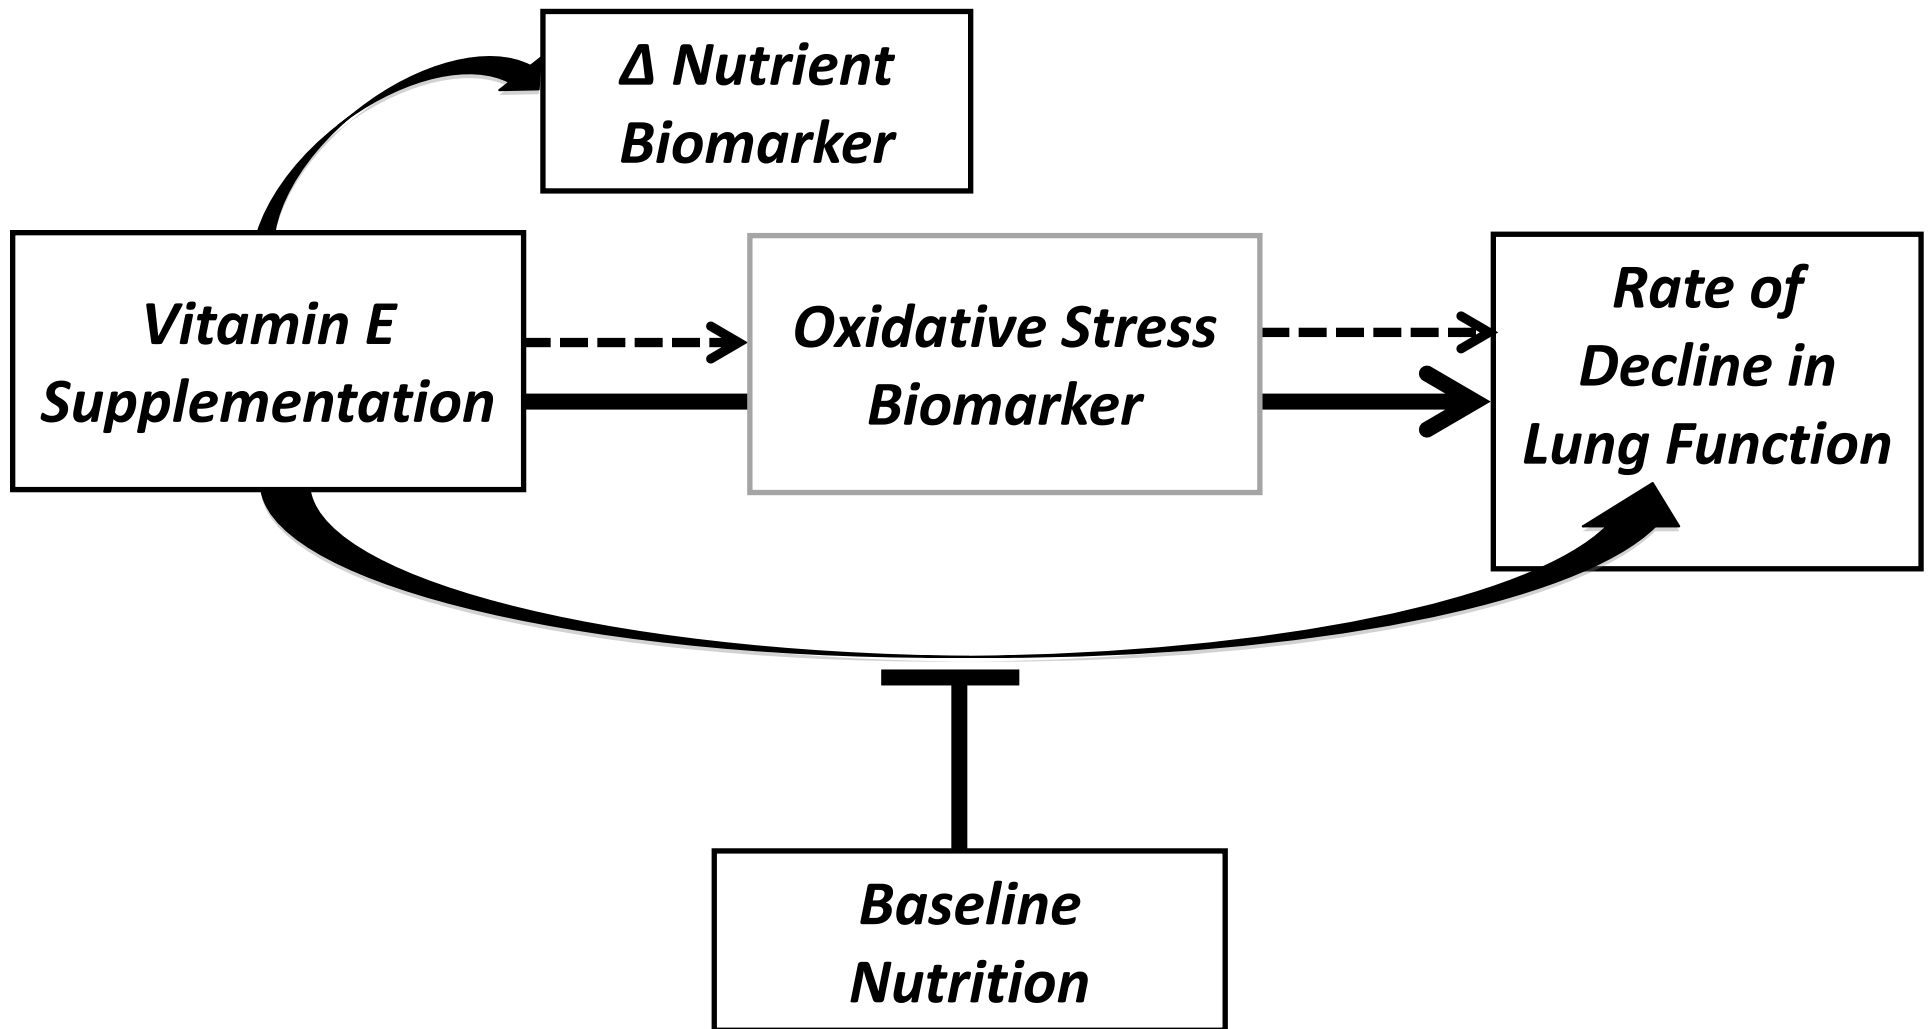 Δ Nutrient
Biomarker
Vitamin E
Supplementation
Oxidative Stress
Biomarker
Rate of
Decline in
Lung Function
Baseline
Nutrition